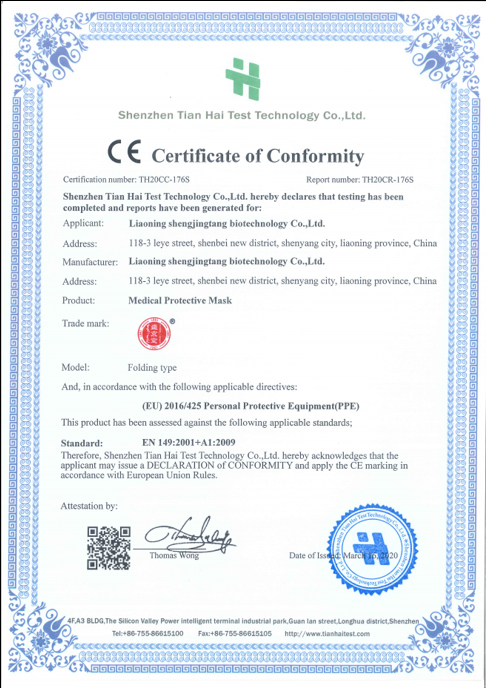 Shenzhen Tian Hai Test Technology Co.,Ltd.
CE Certificate of Conformity
Certification number: TH20CC-176S Report number: TH20CR-176S
Shenzhen Tian Hai Test Technology Co.,Ltd. hereby declares that testing has been
completed and reports have been generated for:
Applicant: Liaoning shengjingtang biotechnology Co.,Ltd.
Address: 118-3 leye street, shenbei new district, shenyang city, liaoning province, China
Manufacturer: Liaoning shengjingtang biotechnology Co.,Ltd.
Address: 118-3 leye street, shenbei new district, shenyang city, liaoning province, China
Product: Medical Protective Mask
Trade mark: ®
Model: Folding type
And, in accordance with the following applicable directives:
(EU) 2016/425 Personal Protective Equipment(PPE)
This product has been assessed against the following applicable standards;
Standard: EN 149:2001+A1:2009
Therefore, Shenzhen Tian Hai Test Technology Co.,Ltd. hereby acknowledges that the
applicant may issue a DECLARATION of CONFORMITY and apply the CE marking in
accordance with European Union Rules.
Attestation by:
Thomas Wong
Date of Issued: March 16, 2020
4F,A3 BLDG,The Silicon Valley Power intelligent terminal industrial park,Guan lan street,Longhua district,Shenzhen
Tel:+86-755-86615100 Fax:+86-755-86615105 http://www.tianhaitest.com